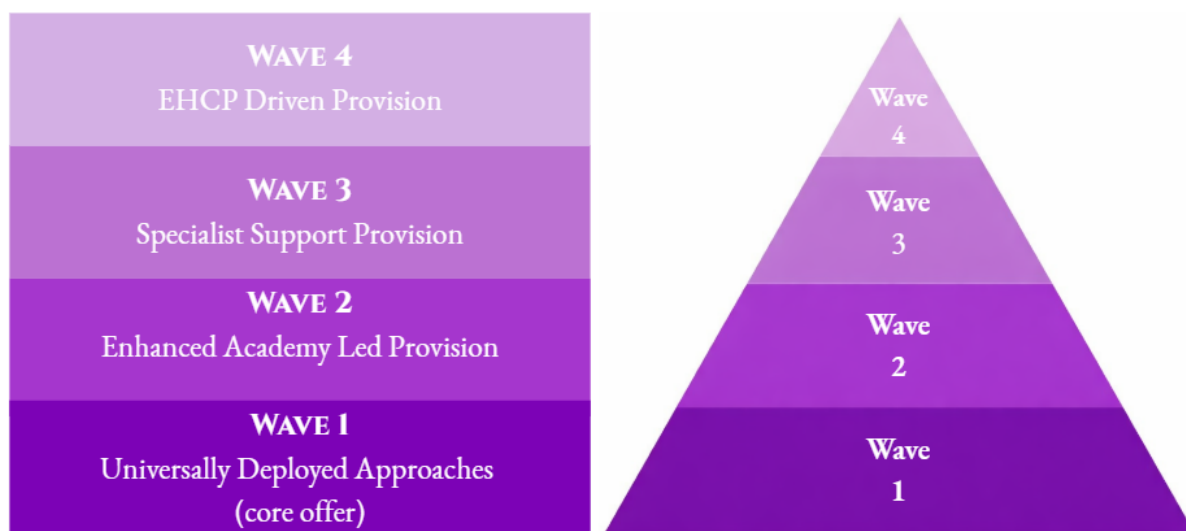 WAVE 4
EHCP Driven Provision
WAVE 3
Specialist Support Provision
WAVE 2
Enhanced Academy Led Provision
WAVE 1
Universally Deployed Approaches
(core offer)
Wave
4
Wave
3
Wave
2
Wave
1